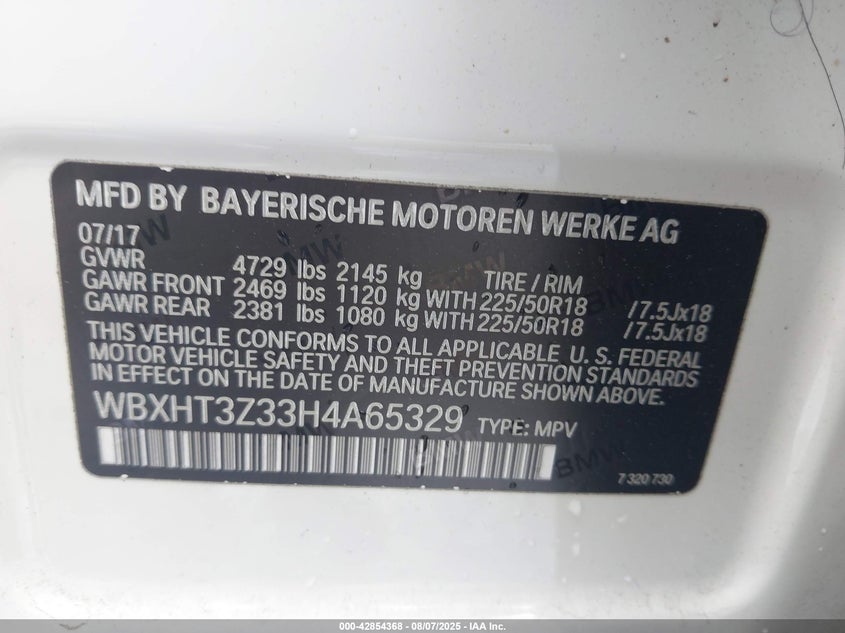 MFD BY BAYERISCHE MOTOREN WERKE AG
07/17
GVWR 4729 lbs 2145 kg TIRE / RIM
GAWR FRONT 2469 lbs 1120 kg WITH 225/50R18 /7.5Jx18
GAWR REAR 2381 lbs 1080 kg WITH 225/50R18 /7.5Jx18
THIS VEHICLE CONFORMS TO ALL APPLICABLE U. S. FEDERAL
MOTOR VEHICLE SAFETY AND THEFT PREVENTION STANDARDS
IN EFFECT ON THE DATE OF MANUFACTURE SHOWN ABOVE.
WBXHT3Z33H4A65329 TYPE: MPV
BMW
7 320 730
000-42854368 - 08/07/2025 - IAA Inc.